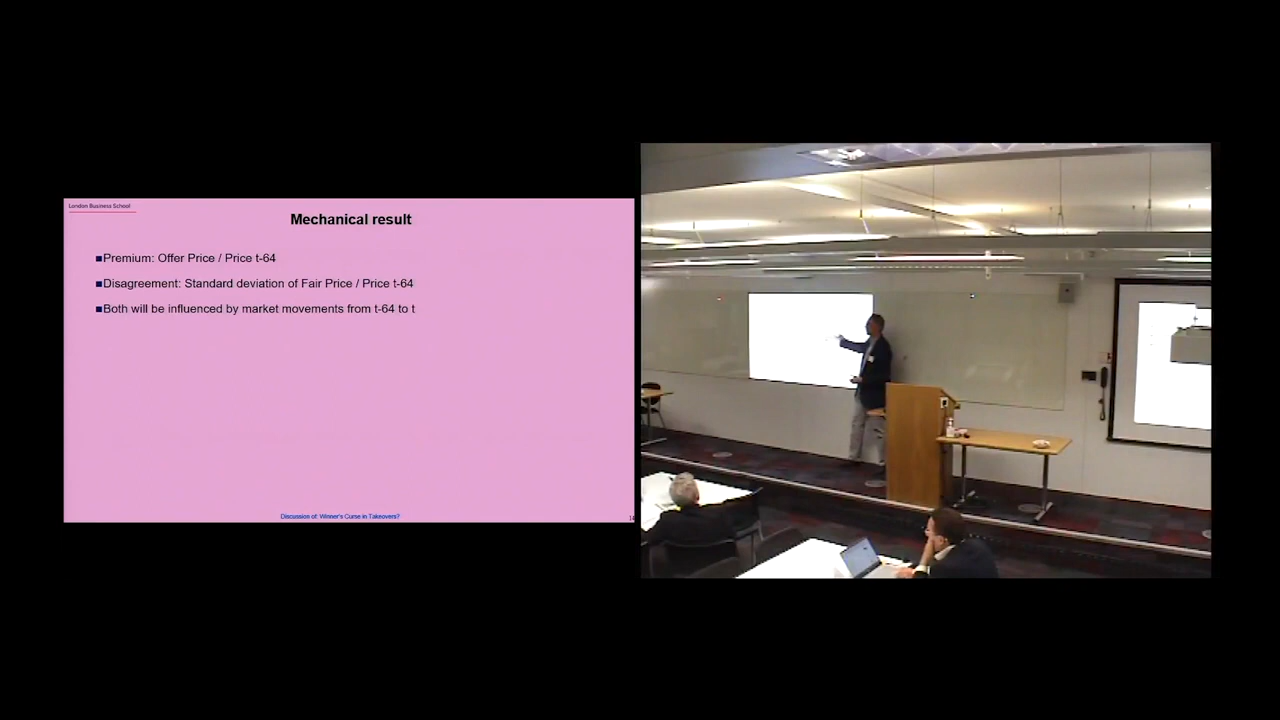 London Business School
Mechanical result
■Premium: Offer Price / Price t-64
■Disagreement: Standard deviation of Fair Price / Price t-64
■Both will be influenced by market movements from t-64 to t
Discussion of: Winner's Curse in Takeovers?